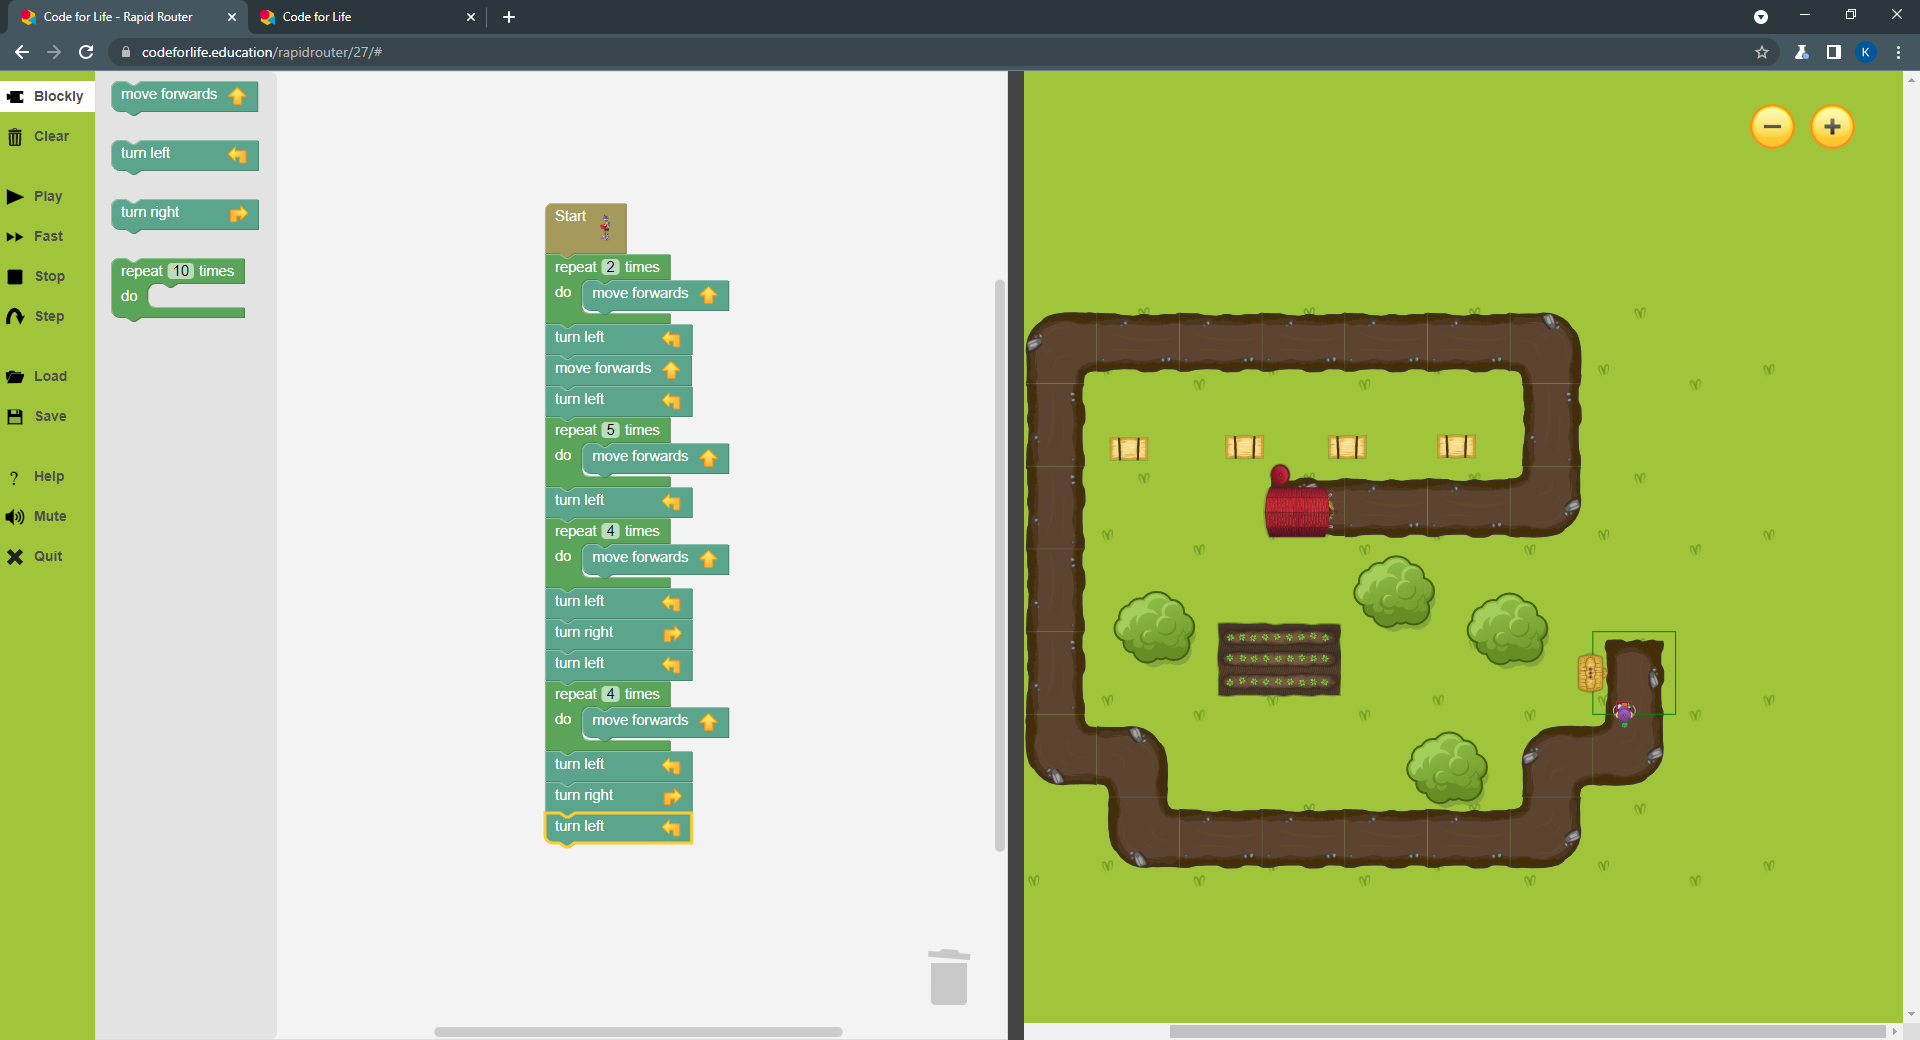 Code for Life - Rapid Router
Code for Life
codeforlife.education/rapidrouter/27/#
K
Blockly
Clear
Play
Fast
Stop
Step
Load
Save
Help
Mute
Quit
move forwards
turn left
turn right
repeat 10 times
do
Start
repeat 2 times
do move forwards
turn left
move forwards
turn left
repeat 5 times
do move forwards
turn left
repeat 4 times
do move forwards
turn left
turn right
turn left
repeat 4 times
do move forwards
turn left
turn right
turn left